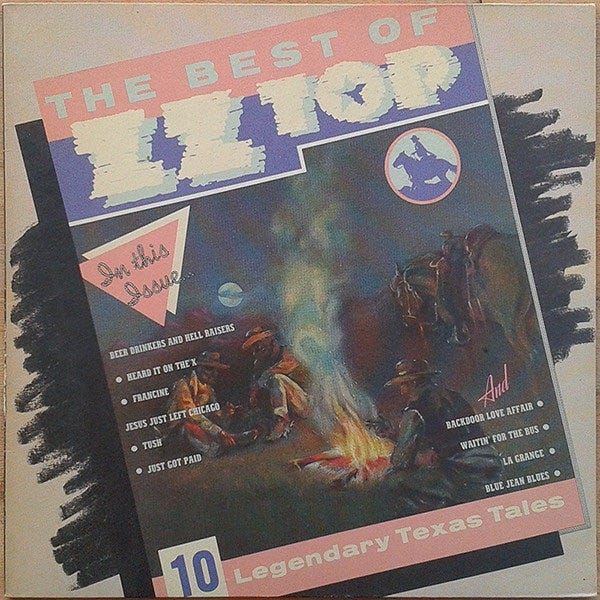 THE BEST OF
ZZ TOP
In this
Issue...
BEER DRINKERS AND HELL RAISERS
• HEARD IT ON THE X
• FRANCINE
JESUS JUST LEFT CHICAGO
• TUSH
• JUST GOT PAID
And
BACKDOOR LOVE AFFAIR •
WAITIN' FOR THE BUS •
LA GRANGE •
BLUE JEAN BLUES •
10 Legendary Texas Tales